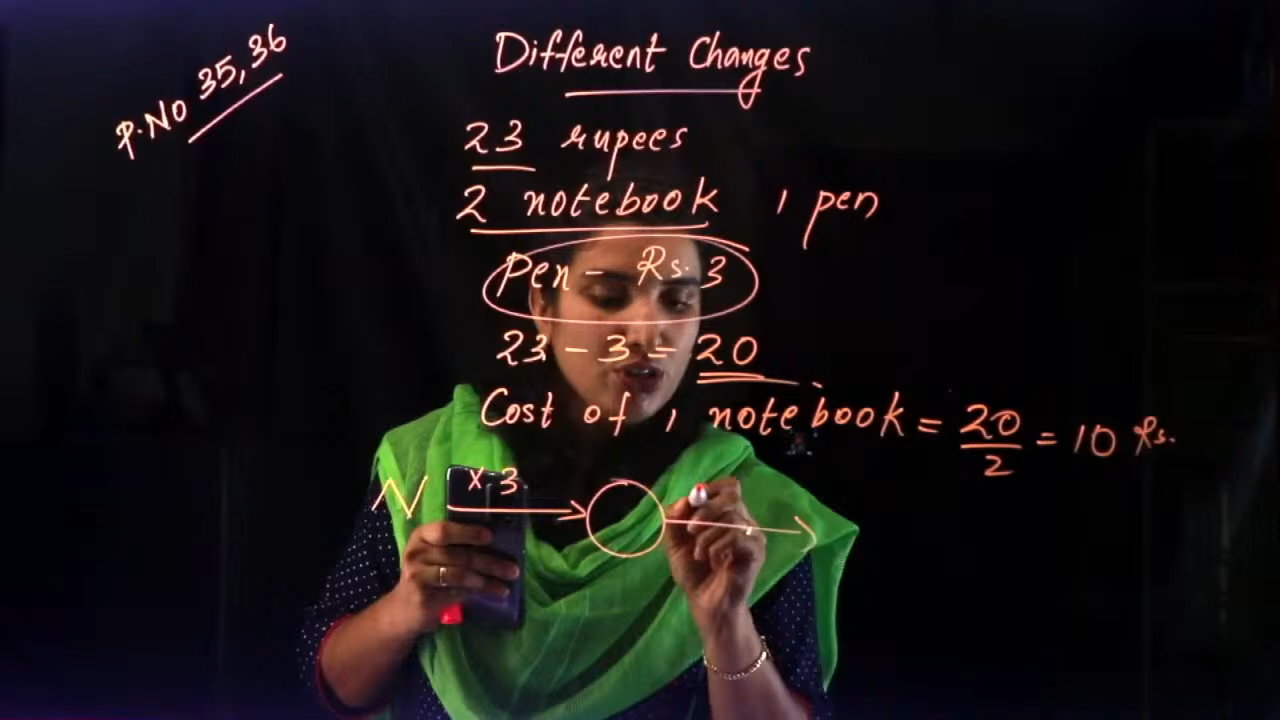 P.NO 35, 36
Different Changes
23 rupees
2 notebook 1 pen
Pen - Rs. 3
23 - 3 = 20
Cost of 1 notebook = 20/2 = 10 Rs.
N × 3